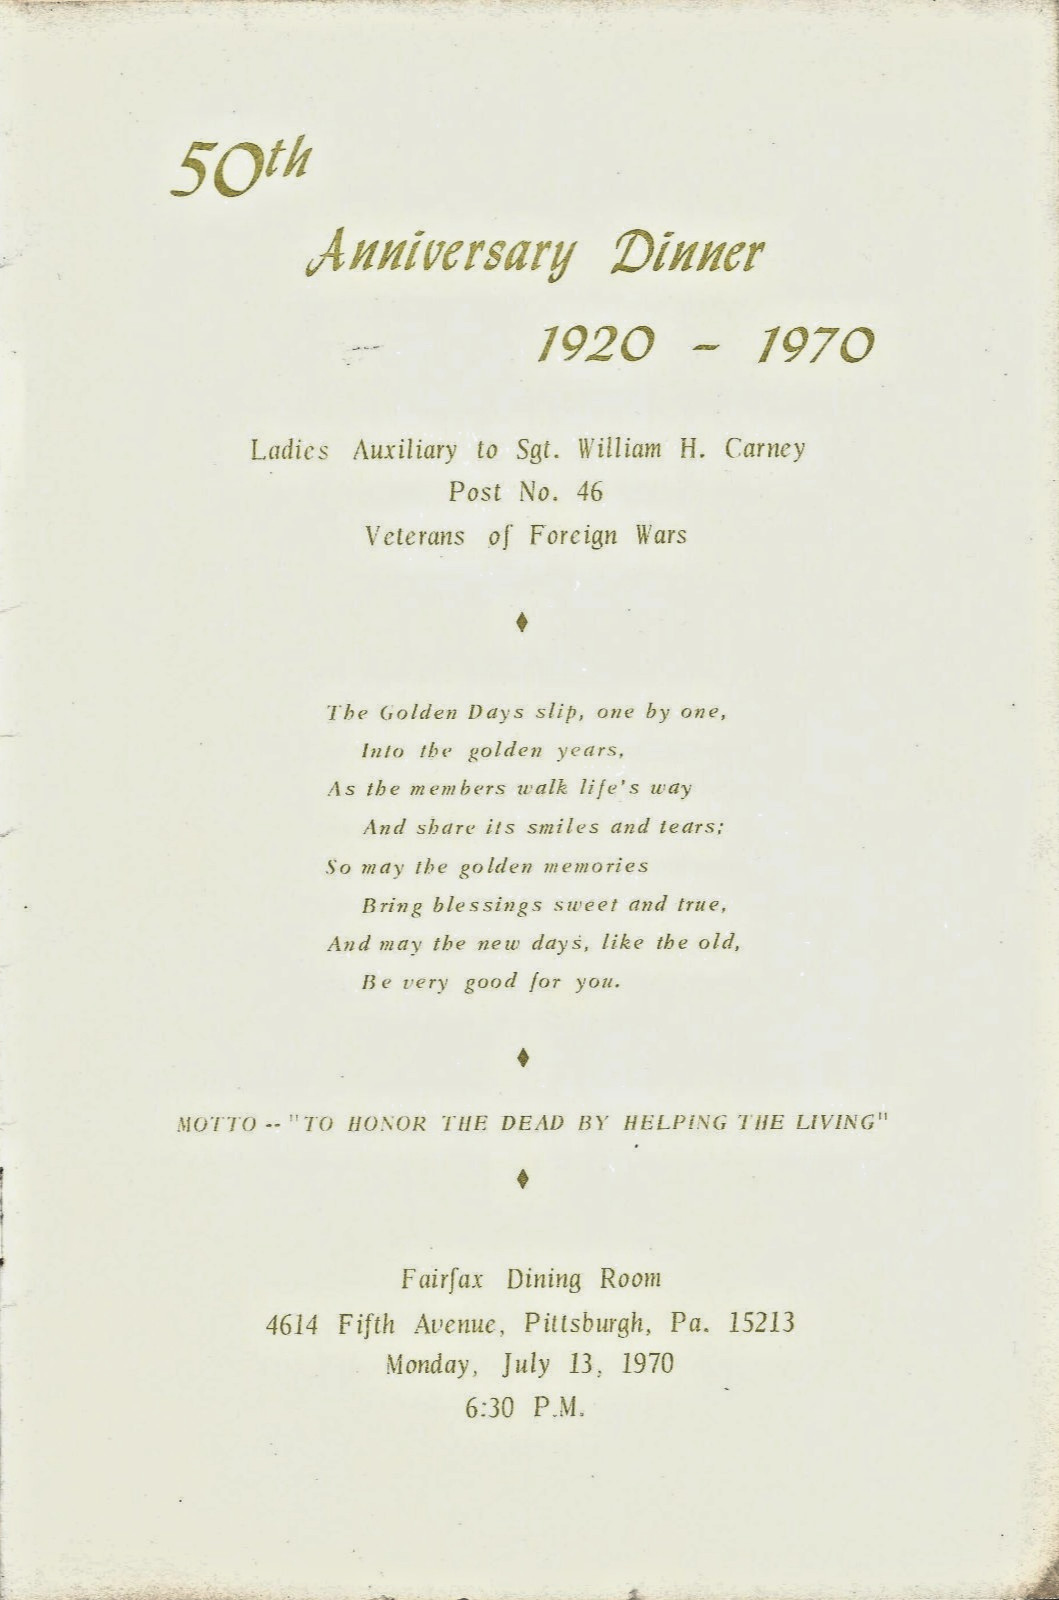 50th
Anniversary Dinner
1920 - 1970
Ladies Auxiliary to Sgt. William H. Carney
Post No. 46
Veterans of Foreign Wars
The Golden Days slip, one by one,
Into the golden years,
As the members walk life's way
And share its smiles and tears;
So may the golden memories
Bring blessings sweet and true,
And may the new days, like the old,
Be very good for you.
MOTTO -- "TO HONOR THE DEAD BY HELPING THE LIVING"
Fairfax Dining Room
4614 Fifth Avenue, Pittsburgh, Pa. 15213
Monday, July 13, 1970
6:30 P.M.